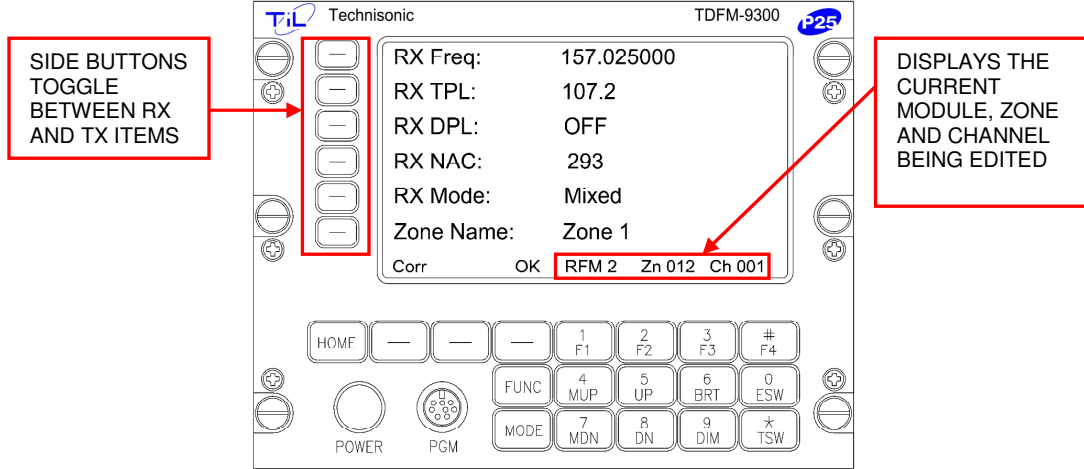 TiL Technisonic TDFM-9300 P25
SIDE BUTTONS
TOGGLE
BETWEEN RX
AND TX ITEMS
RX Freq: 157.025000
RX TPL: 107.2
RX DPL: OFF
RX NAC: 293
RX Mode: Mixed
Zone Name: Zone 1
Corr OK RFM 2 Zn 012 Ch 001
DISPLAYS THE
CURRENT
MODULE, ZONE
AND CHANNEL
BEING EDITED
HOME — — — 1 2 3 #
F1 F2 F3 F4
FUNC 4 5 6 0
MUP UP BRT ESW
MODE 7 8 9 *
MDN DN DIM TSW
POWER PGM